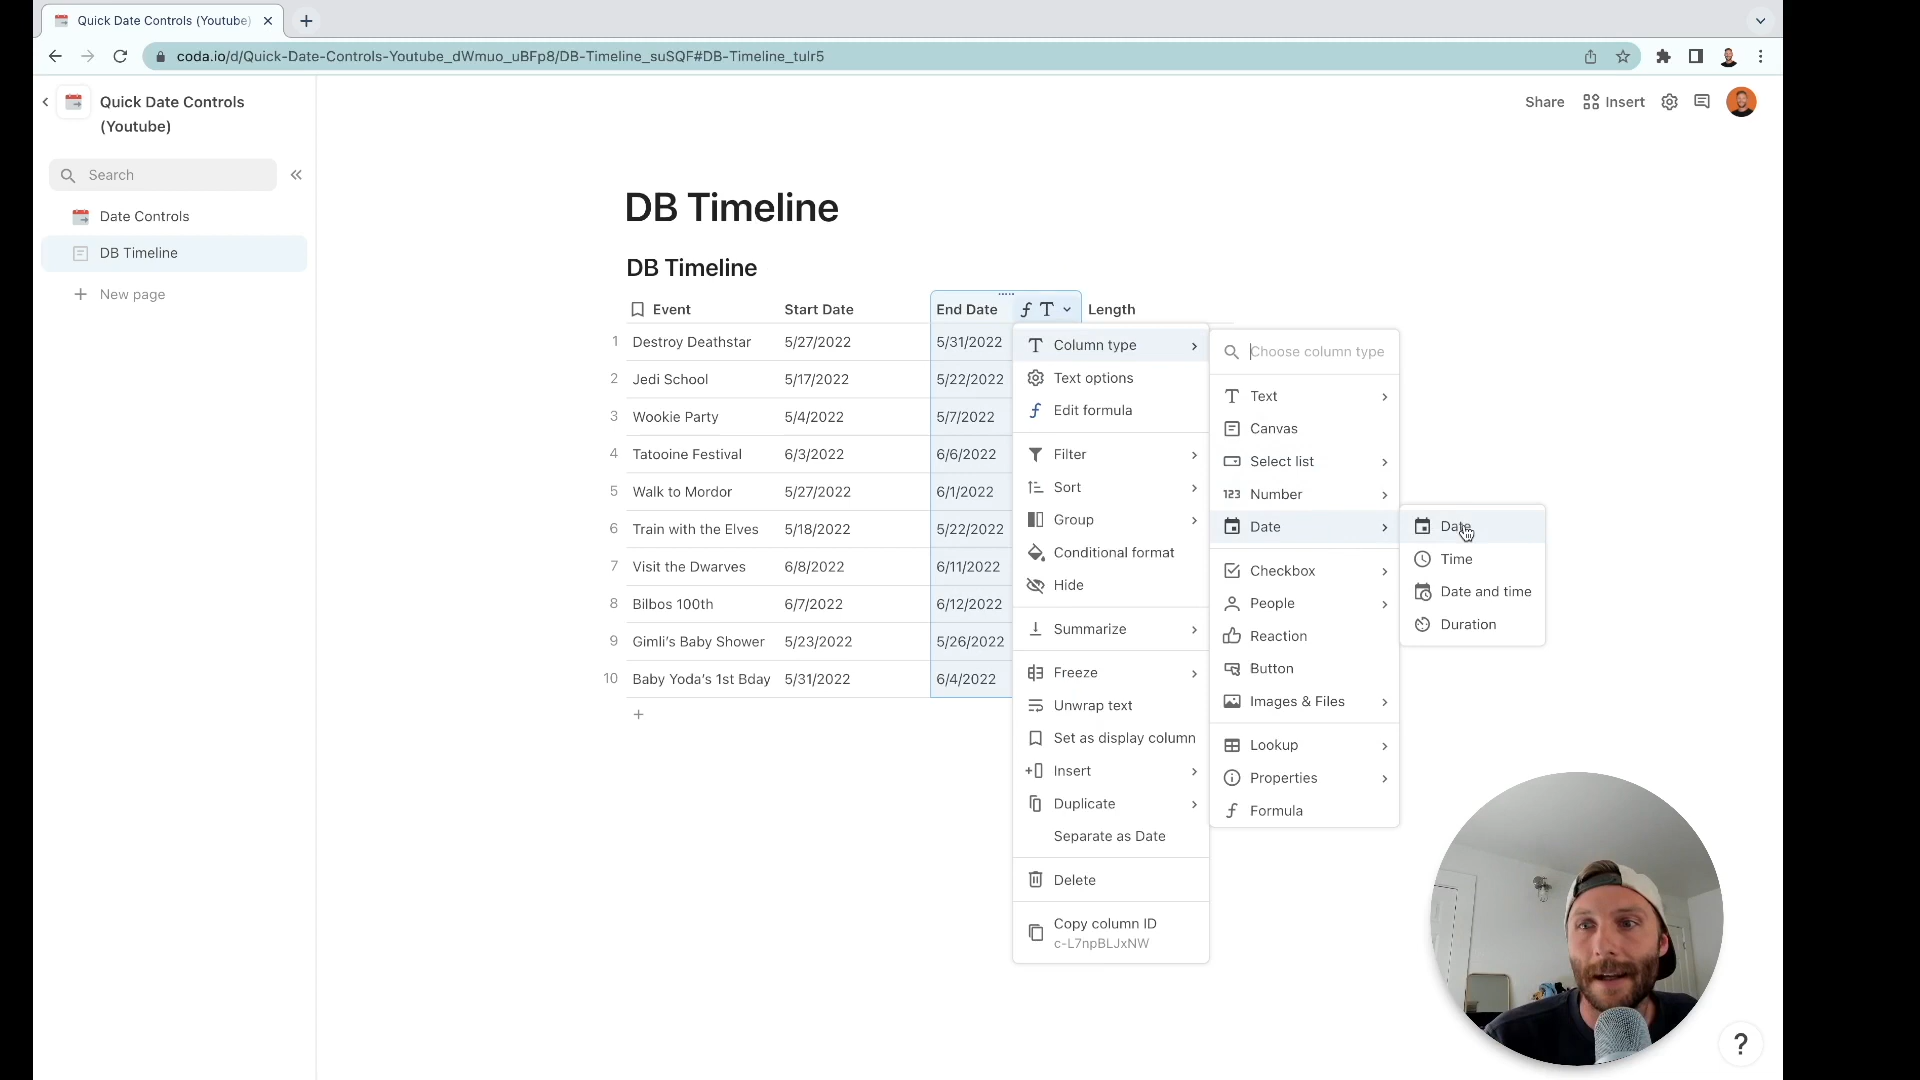 Quick Date Controls (Youtube)
coda.io/d/Quick-Date-Controls-Youtube_dWmuo_uBFp8/DB-Timeline_suSQF#DB-Timeline_tulr5
Quick Date Controls
(Youtube)
Share
Insert
Search
Date Controls
DB Timeline
New page
DB Timeline
DB Timeline
Event Start Date End Date Length
1 Destroy Deathstar 5/27/2022 5/31/2022
2 Jedi School 5/17/2022 5/22/2022
3 Wookie Party 5/4/2022 5/7/2022
4 Tatooine Festival 6/3/2022 6/6/2022
5 Walk to Mordor 5/27/2022 6/1/2022
6 Train with the Elves 5/18/2022 5/22/2022
7 Visit the Dwarves 6/8/2022 6/11/2022
8 Bilbos 100th 6/7/2022 6/12/2022
9 Gimli's Baby Shower 5/23/2022 5/26/2022
10 Baby Yoda's 1st Bday 5/31/2022 6/4/2022
Column type
Text options
Edit formula
Filter
Sort
Group
Conditional format
Hide
Summarize
Freeze
Unwrap text
Set as display column
Insert
Duplicate
Separate as Date
Delete
Copy column ID
c-L7npBLJxNW
Choose column type
Text
Canvas
Select list
123 Number
Date
Checkbox
People
Reaction
Button
Images & Files
Lookup
Properties
Formula
Date
Time
Date and time
Duration
?